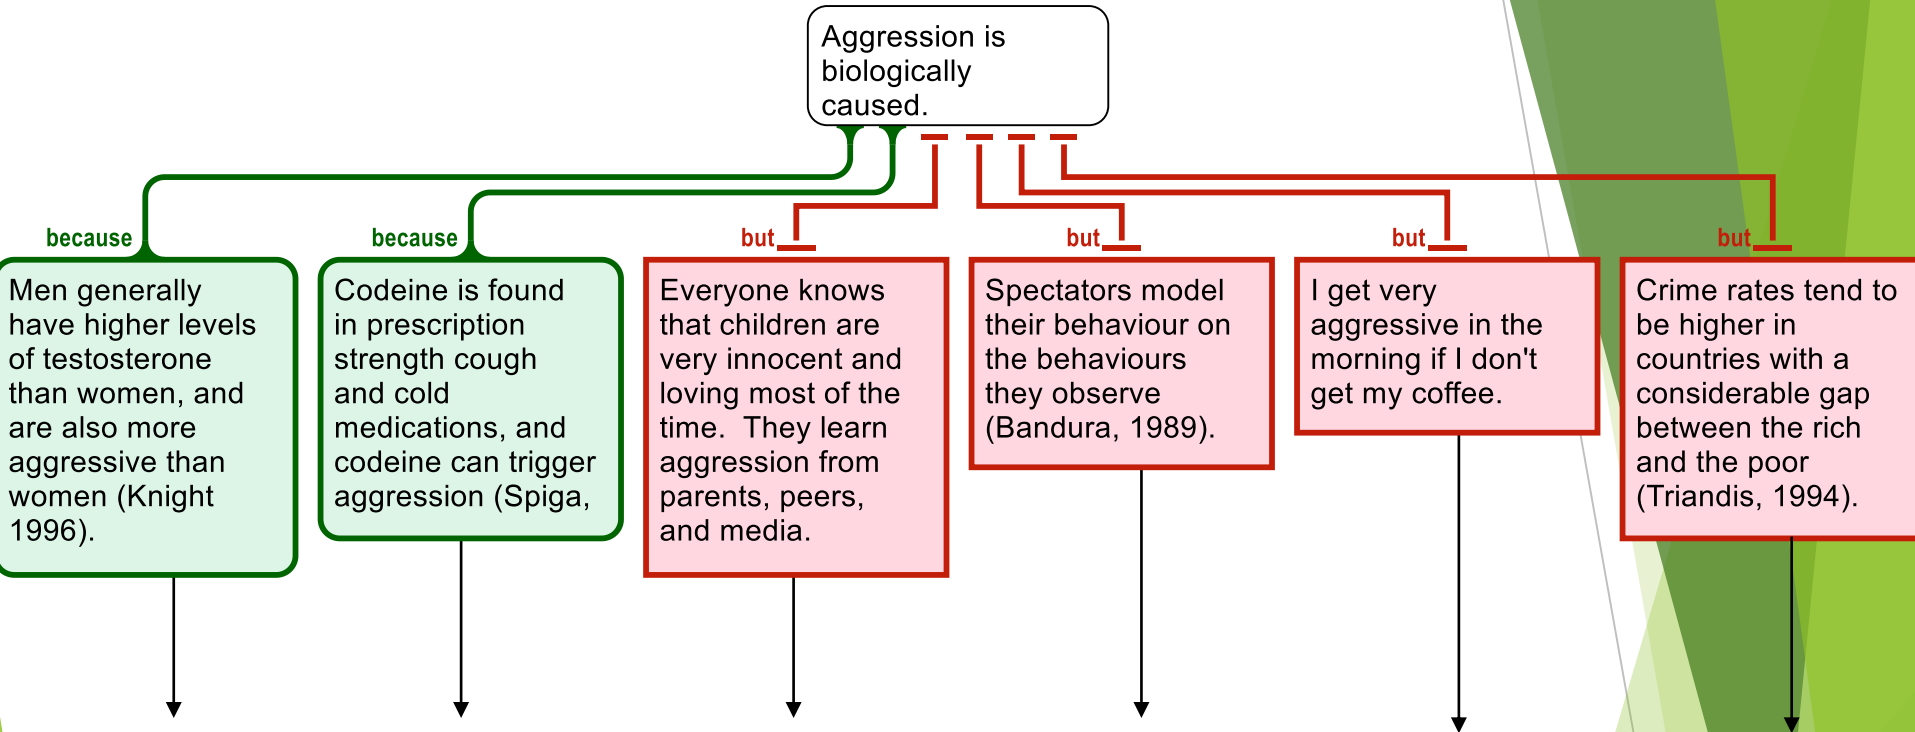 Aggression is
biologically
caused.
because
because
but
but
but
but
Men generally
have higher levels
of testosterone
than women, and
are also more
aggressive than
women (Knight
1996).
Codeine is found
in prescription
strength cough
and cold
medications, and
codeine can trigger
aggression (Spiga,
Everyone knows
that children are
very innocent and
loving most of the
time.  They learn
aggression from
parents, peers,
and media.
Spectators model
their behaviour on
the behaviours
they observe
(Bandura, 1989).
I get very
aggressive in the
morning if I don't
get my coffee.
Crime rates tend to
be higher in
countries with a
considerable gap
between the rich
and the poor
(Triandis, 1994).